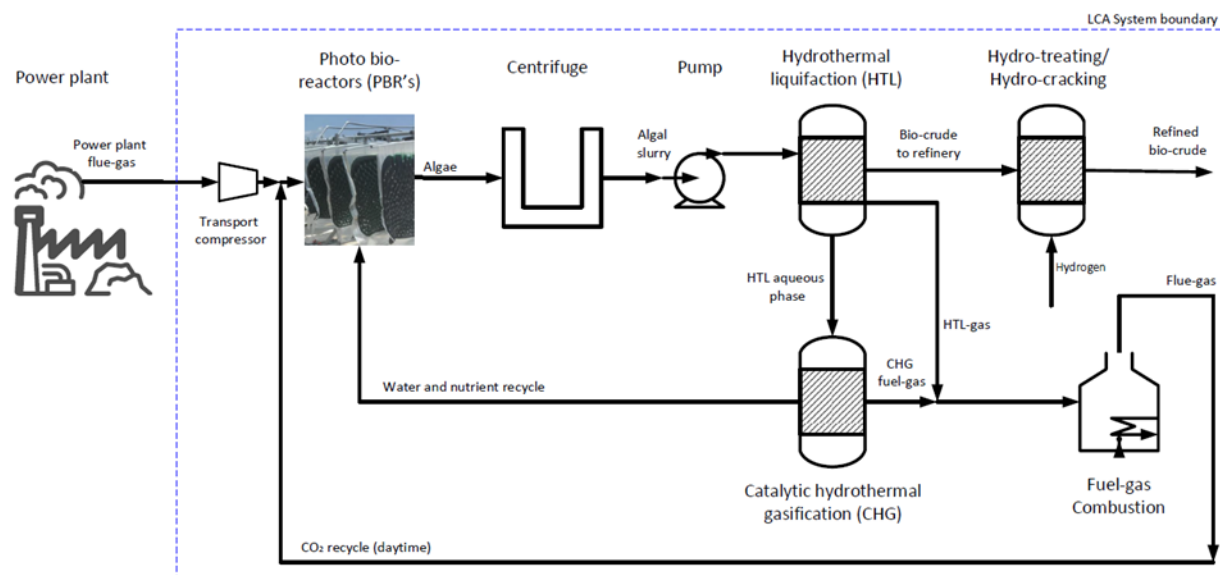 LCA System boundary
Power plant
Photo bio-
reactors (PBR's)
Centrifuge
Pump
Hydrothermal
liquifaction (HTL)
Hydro-treating/
Hydro-cracking
Power plant
flue-gas
Transport
compressor
Algae
Algal
slurry
Bio-crude
to refinery
Refined
bio-crude
HTL aqueous
phase
HTL-gas
Hydrogen
Flue-gas
Water and nutrient recycle
CHG
fuel-gas
Catalytic hydrothermal
gasification (CHG)
Fuel-gas
Combustion
CO₂ recycle (daytime)